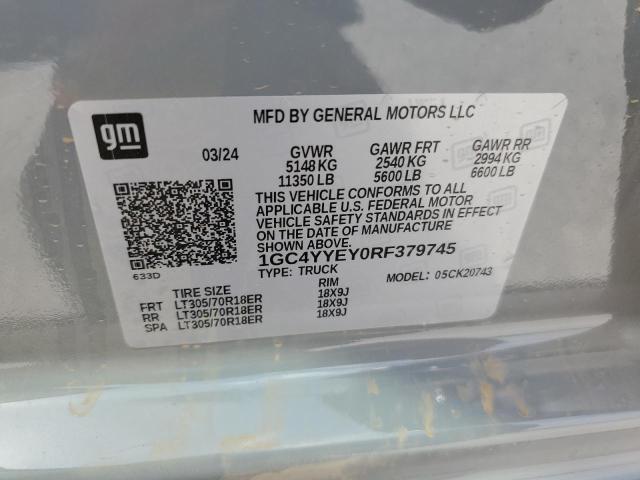 gm
MFD BY GENERAL MOTORS LLC
03/24 GVWR GAWR FRT GAWR RR
5148 KG 2540 KG 2994 KG
11350 LB 5600 LB 6600 LB
THIS VEHICLE CONFORMS TO ALL
APPLICABLE U.S. FEDERAL MOTOR
VEHICLE SAFETY STANDARDS IN EFFECT
ON THE DATE OF MANUFACTURE
SHOWN ABOVE.
633D
1GC4YYEY0RF379745
TYPE: TRUCK MODEL: 05CK20743
TIRE SIZE RIM
FRT LT305/70R18ER 18X9J
RR LT305/70R18ER 18X9J
SPA LT305/70R18ER 18X9J